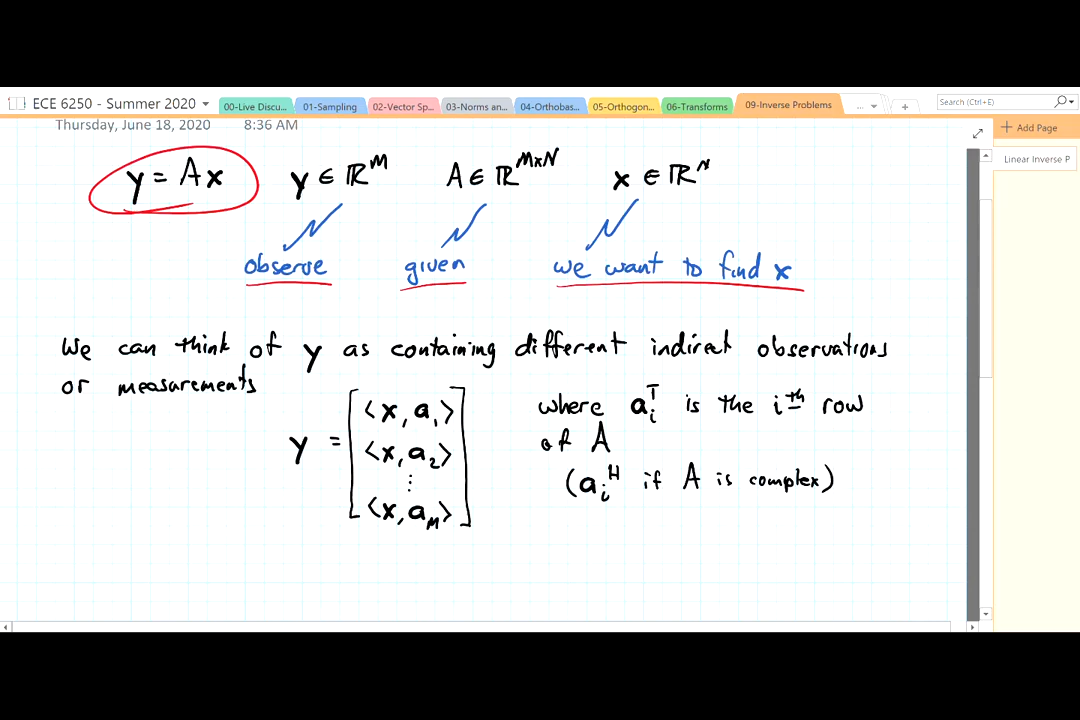 ECE 6250 - Summer 2020
00-Live Discu... 01-Sampling 02-Vector Sp... 03-Norms an... 04-Orthobas... 05-Orthogon... 06-Transforms 09-Inverse Problems ... +
Search (Ctrl+E)
Thursday, June 18, 2020 8:36 AM
+ Add Page
Linear Inverse P
y = Ax y ∈ ℝ^M A ∈ ℝ^{M×N} x ∈ ℝ^N
observe given we want to find x
We can think of y as containing different indirect observations
or measurements
y = [⟨x, a_1⟩
⟨x, a_2⟩
⋮
⟨x, a_M⟩]
where a_i^T is the i^th row
of A
(a_i^H if A is complex)